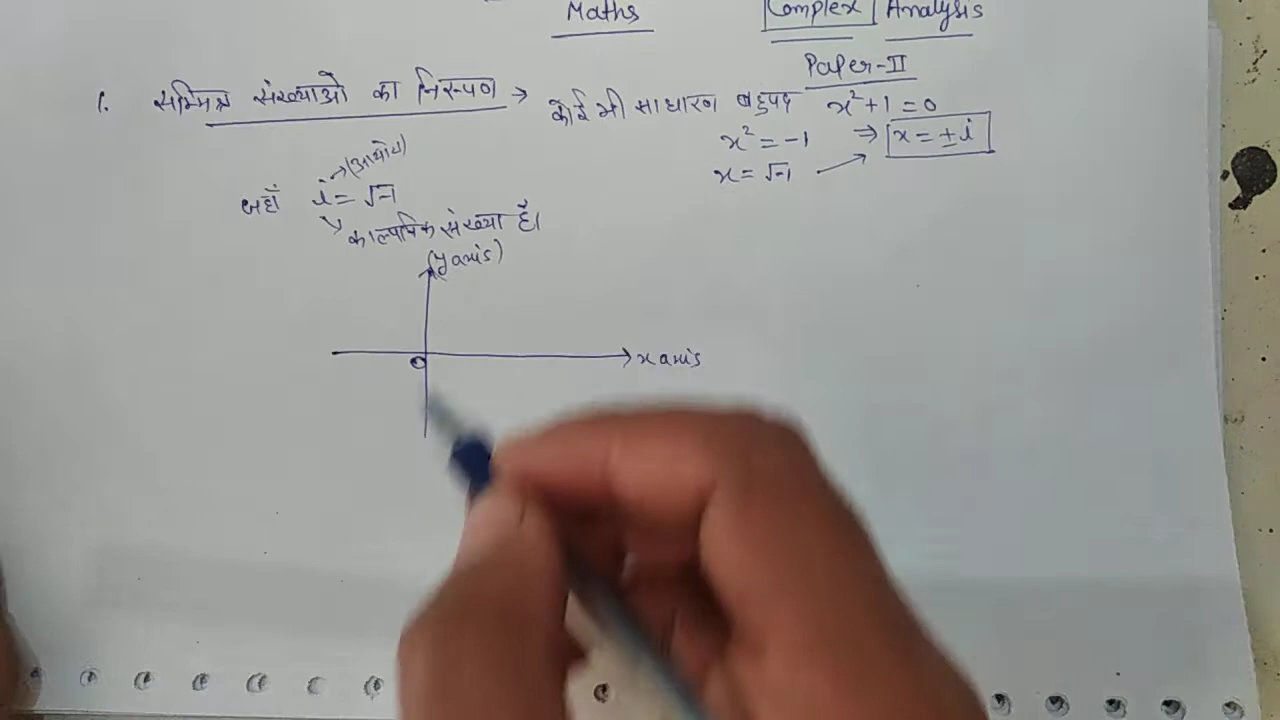 Maths
Complex Analysis
Paper-II
1. सम्मिश्र संख्याओ का निरूपण → कोई भी साधारण बहुपद x²+1=0
x² = -1 ⇒ x = ±i
x = √-1
(आयोटा)
जहाँ i = √-1
काल्पनिक संख्या है।
(y axis)
x axis
0